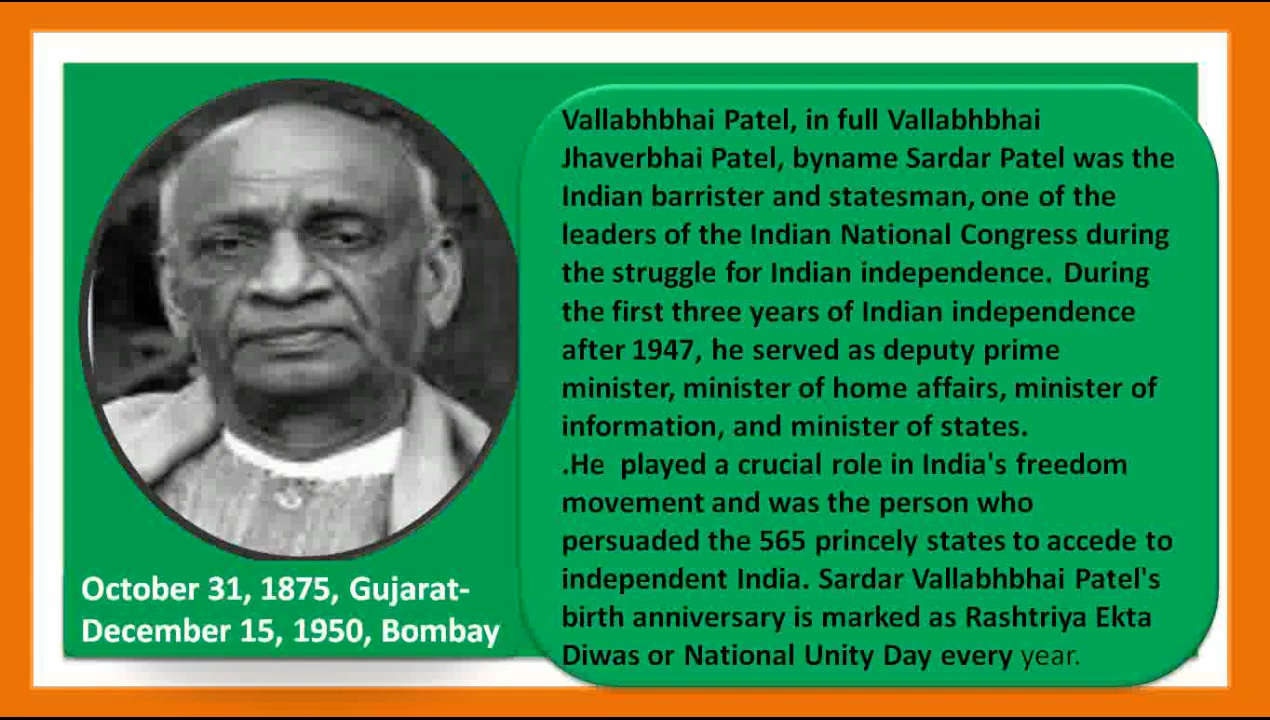 Vallabhbhai Patel, in full Vallabhbhai
Jhaverbhai Patel, byname Sardar Patel was the
Indian barrister and statesman, one of the
leaders of the Indian National Congress during
the struggle for Indian independence. During
the first three years of Indian independence
after 1947, he served as deputy prime
minister, minister of home affairs, minister of
information, and minister of states.
.He played a crucial role in India's freedom
movement and was the person who
persuaded the 565 princely states to accede to
independent India. Sardar Vallabhbhai Patel's
birth anniversary is marked as Rashtriya Ekta
Diwas or National Unity Day every year.
October 31, 1875, Gujarat-
December 15, 1950, Bombay